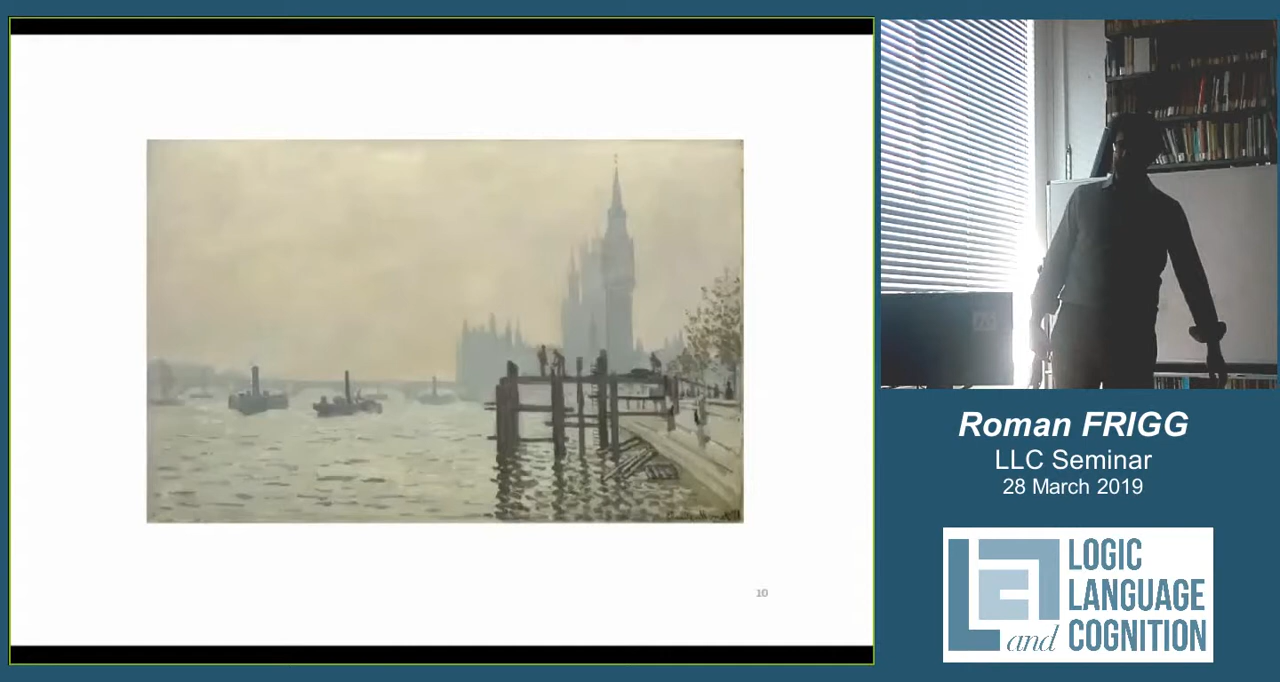 10
Roman FRIGG
LLC Seminar
28 March 2019
LOGIC
LANGUAGE
and COGNITION